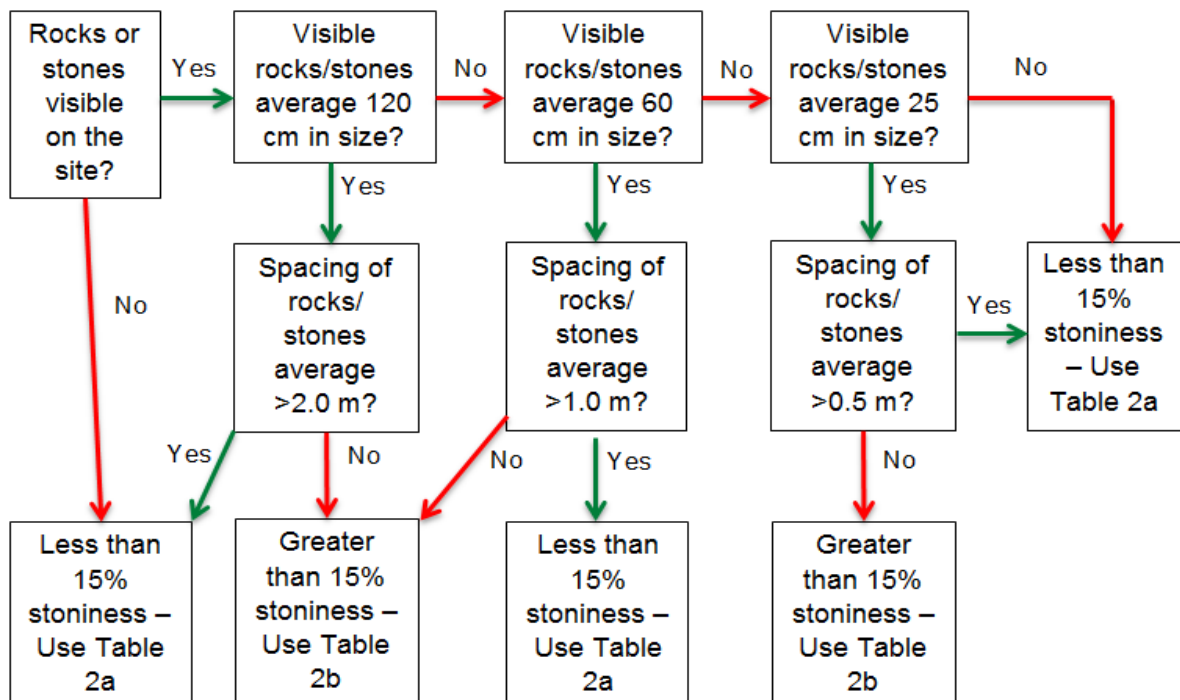 Rocks or
stones
visible
on the
site?
Yes
Visible
rocks/stones
average 120
cm in size?
No
Visible
rocks/stones
average 60
cm in size?
No
Visible
rocks/stones
average 25
cm in size?
No
Yes
Yes
Yes
No
Spacing of
rocks/
stones
average
>2.0 m?
Spacing of
rocks/
stones
average
>1.0 m?
Spacing of
rocks/
stones
average
>0.5 m?
Yes
Less than
15%
stoniness
– Use
Table 2a
Yes
No
No
Yes
No
Less than
15%
stoniness –
Use Table
2a
Greater
than 15%
stoniness –
Use Table
2b
Less than
15%
stoniness –
Use Table
2a
Greater
than 15%
stoniness –
Use Table
2b